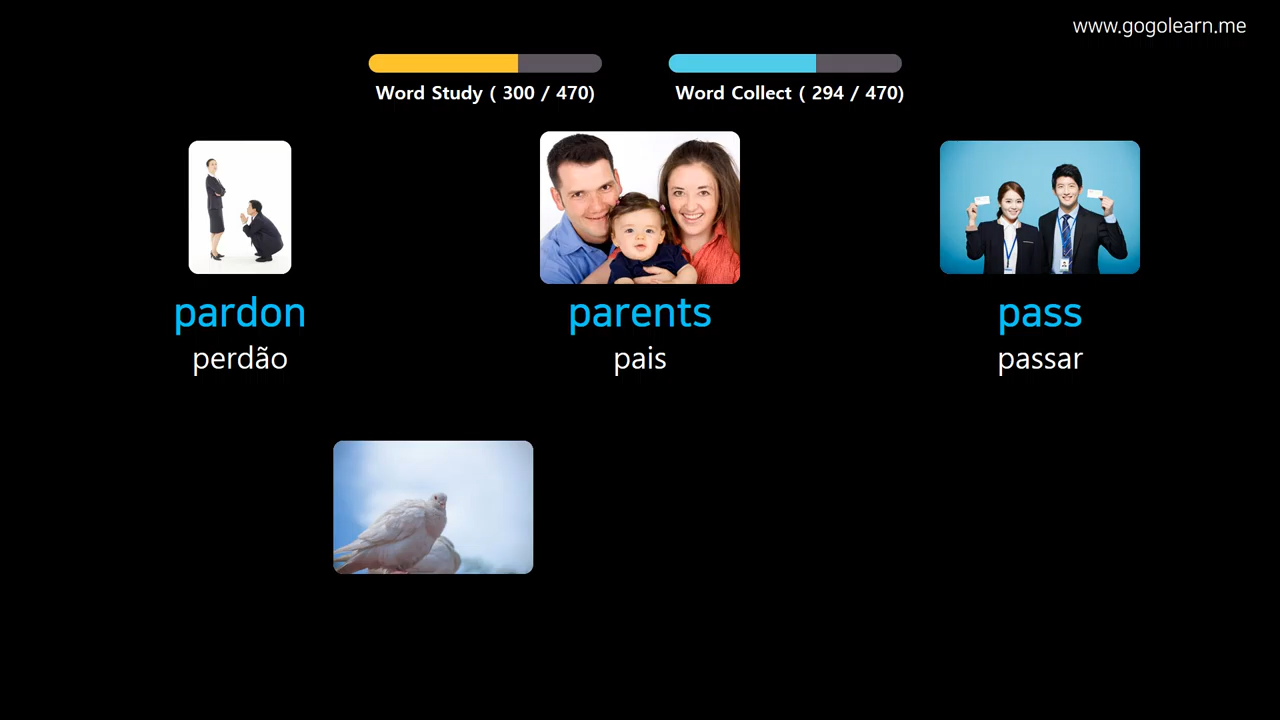 www.gogolearn.me
Word Study ( 300 / 470)
Word Collect ( 294 / 470)
pardon
parents
pass
perdão
pais
passar